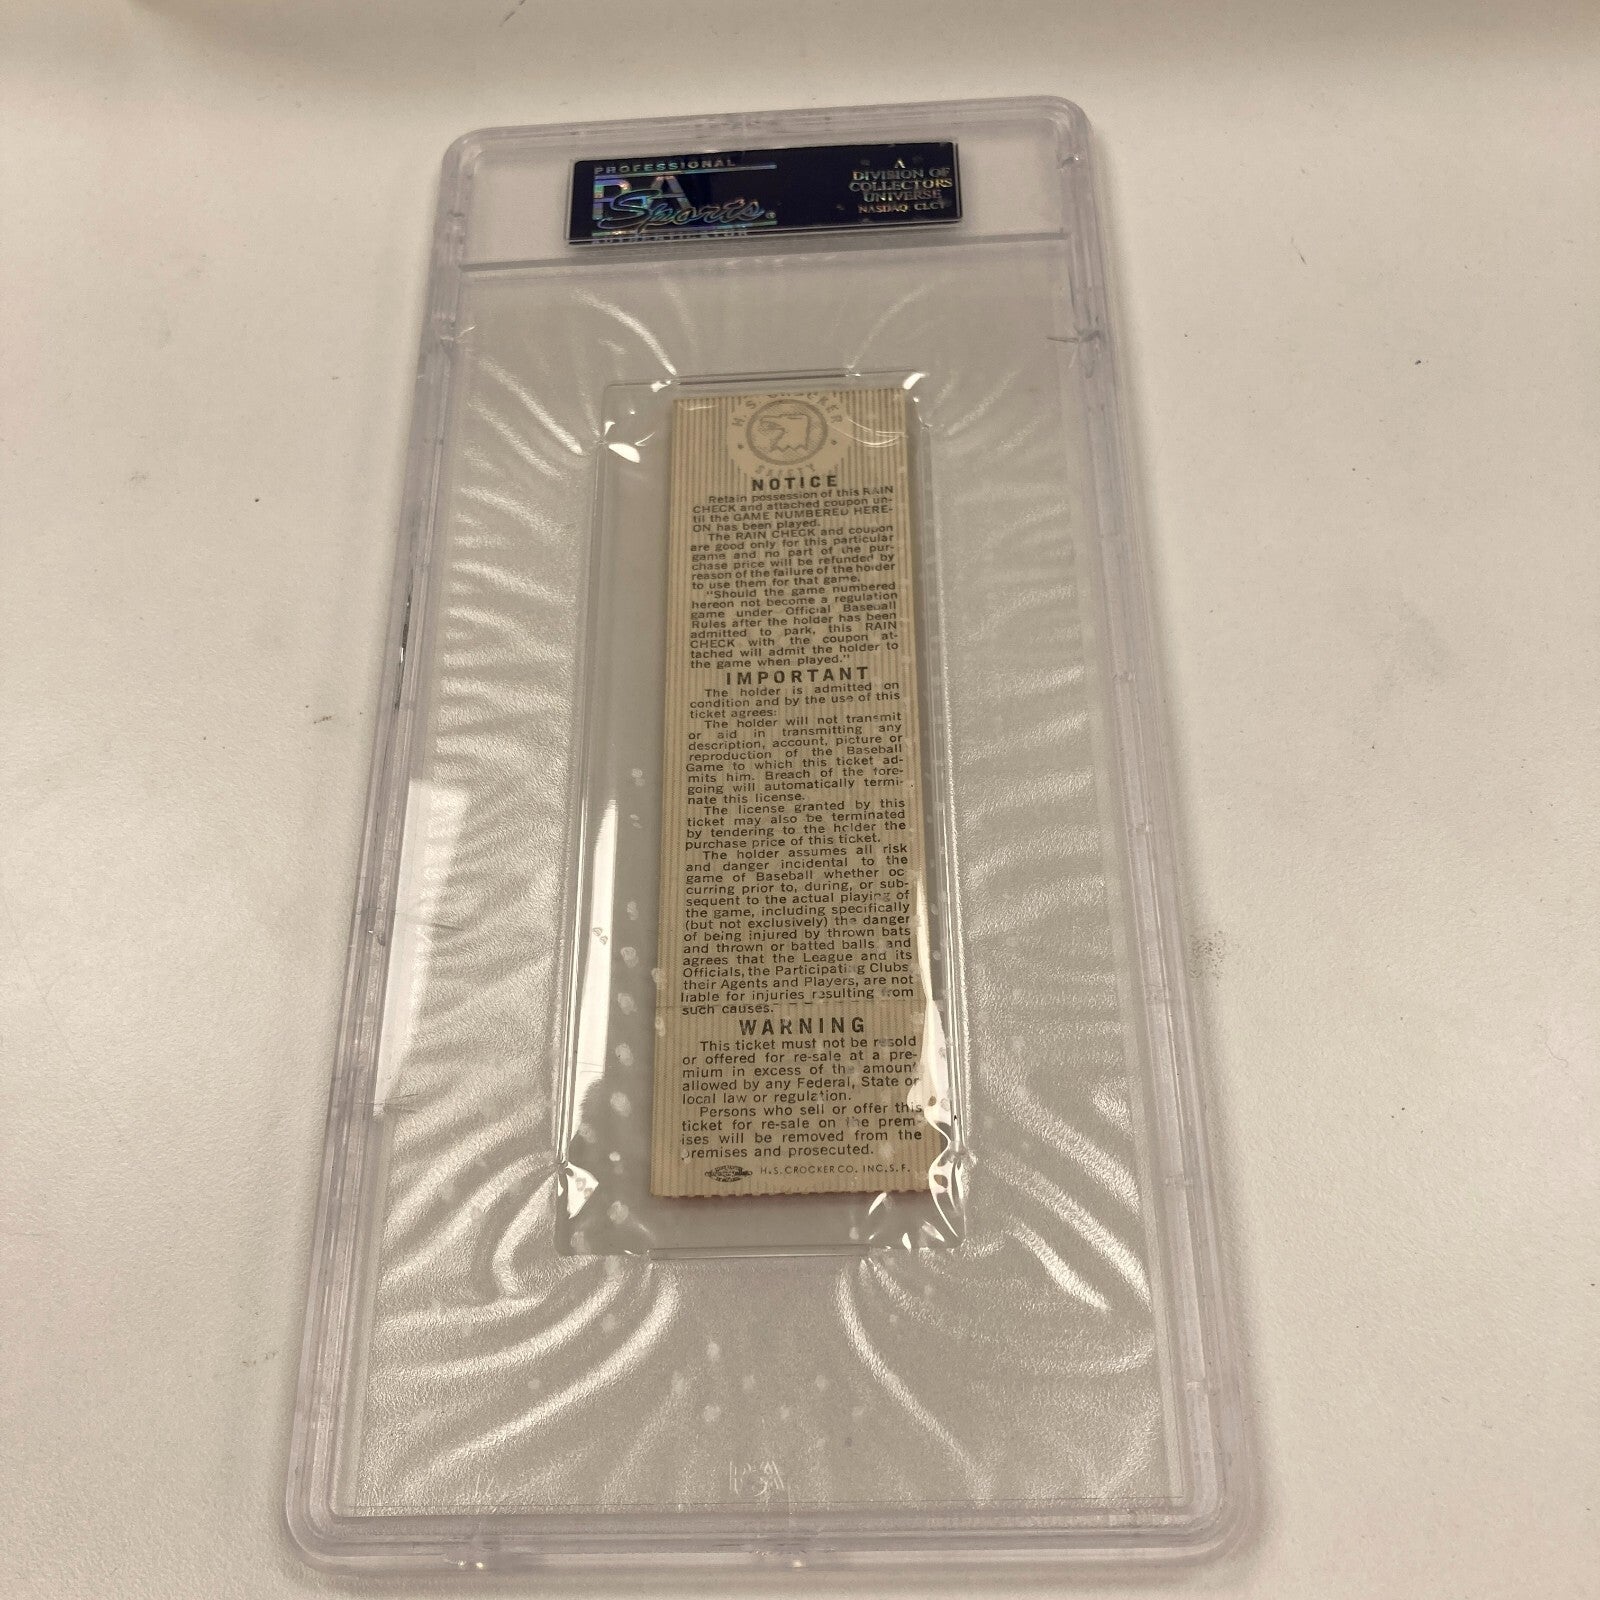 PROFESSIONAL
PSA
Sports
AUTHENTICATOR
A
DIVISION OF
COLLECTORS
UNIVERSE
NASDAQ CLCT
H. S. CROCKER
SAFETY
NOTICE
Retain possession of this RAIN
CHECK and attached coupon un-
til the GAME NUMBERED HERE-
ON has been played.
The RAIN CHECK and coupon
are good only for this particular
game and no part of the pur-
chase price will be refunded by
reason of the failure of the holder
to use them for that game.
"Should the game numbered
hereon not become a regulation
game under Official Baseball
Rules after the holder has been
admitted to park, this RAIN
CHECK with the coupon at-
tached will admit the holder to
the game when played."
IMPORTANT
The holder is admitted on
condition and by the use of this
ticket agrees:
The holder will not transmit
or aid in transmitting any
description, account, picture or
reproduction of the Baseball
Game to which this ticket ad-
mits him. Breach of the fore-
going will automatically termi-
nate this license.
The license granted by this
ticket may also be terminated
by tendering to the holder the
purchase price of this ticket.
The holder assumes all risk
and danger incidental to the
game of Baseball whether oc
curring prior to, during, or sub-
sequent to the actual playing of
the game, including specifically
(but not exclusively) the danger
of being injured by thrown bats
and thrown or batted balls and
agrees that the League and its
Officials, the Participating Clubs,
their Agents and Players, are not
liable for injuries resulting from
such causes.
WARNING
This ticket must not be resold
or offered for re-sale at a pre-
mium in excess of the amount
allowed by any Federal, State or
local law or regulation.
Persons who sell or offer this
ticket for re-sale on the prem-
ises will be removed from the
premises and prosecuted.
H.S. CROCKER CO. INC. S.F.